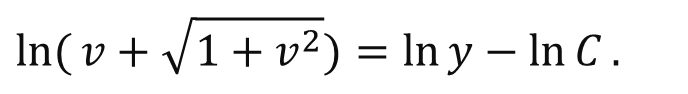 ln( v + √1 + v²) = ln y − ln C .